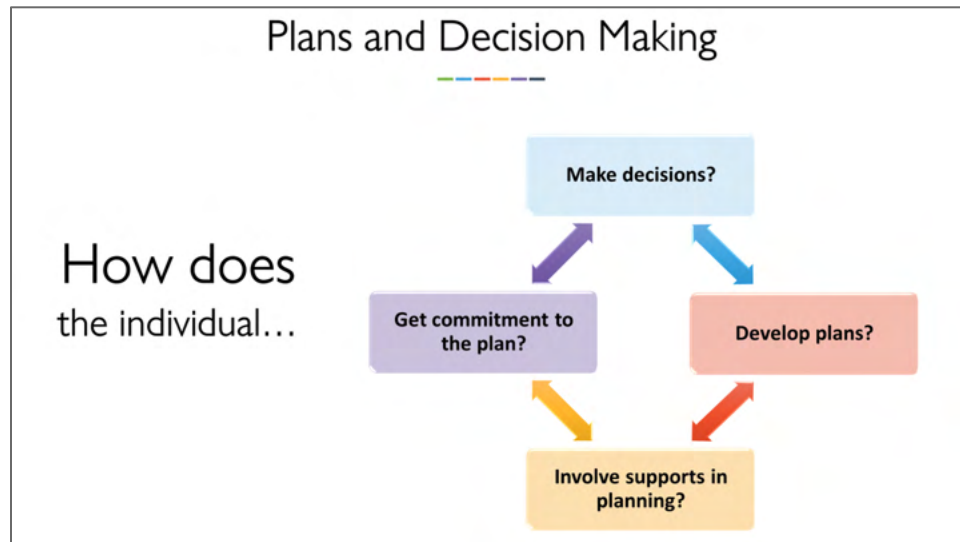 Plans and Decision Making
How does
the individual…
Make decisions?
Get commitment to
the plan?
Develop plans?
Involve supports in
planning?